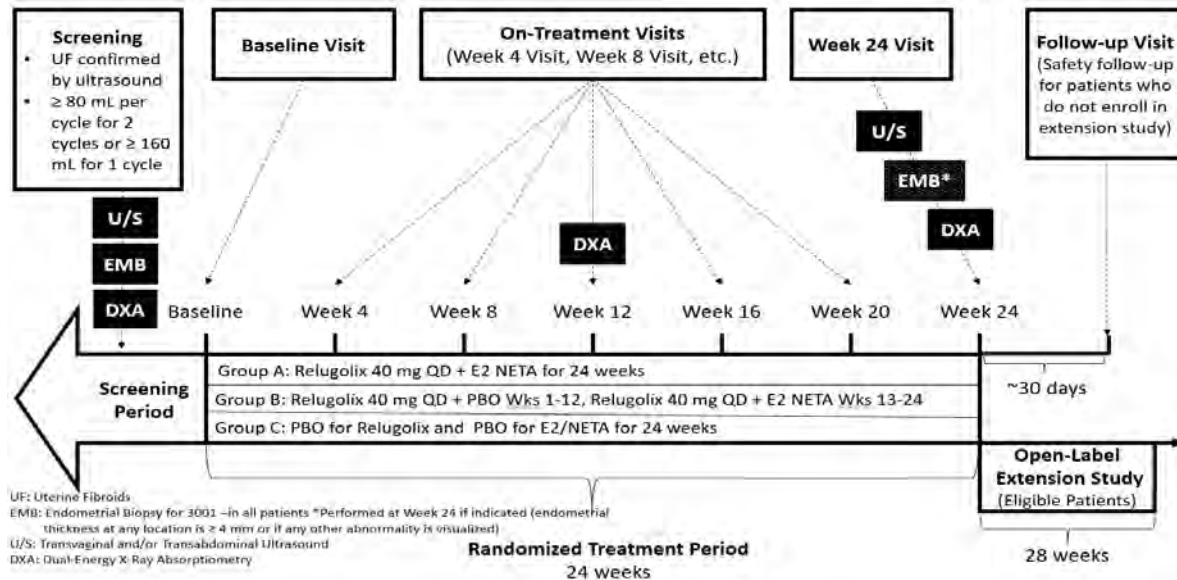 Screening
• UF confirmed
by ultrasound
• ≥ 80 mL per
cycle for 2
cycles or ≥ 160
mL for 1 cycle
Baseline Visit
On-Treatment Visits
(Week 4 Visit, Week 8 Visit, etc.)
Week 24 Visit
Follow-up Visit
(Safety follow-up
for patients who
do not enroll in
extension study)
U/S
EMB
DXA
DXA
U/S
EMB*
DXA
Baseline
Week 4
Week 8
Week 12
Week 16
Week 20
Week 24
Screening
Period
Group A: Relugolix 40 mg QD + E2 NETA for 24 weeks
Group B: Relugolix 40 mg QD + PBO Wks 1-12, Relugolix 40 mg QD + E2 NETA Wks 13-24
Group C: PBO for Relugolix and PBO for E2/NETA for 24 weeks
~30 days
Open-Label
Extension Study
(Eligible Patients)
28 weeks
UF: Uterine Fibroids
EMB: Endometrial Biopsy for 3001 –in all patients *Performed at Week 24 if indicated (endometrial
thickness at any location is ≥ 4 mm or if any other abnormality is visualized)
U/S: Transvaginal and/or Transabdominal Ultrasound
DXA: Dual-Energy X-Ray Absorptiometry
Randomized Treatment Period
24 weeks